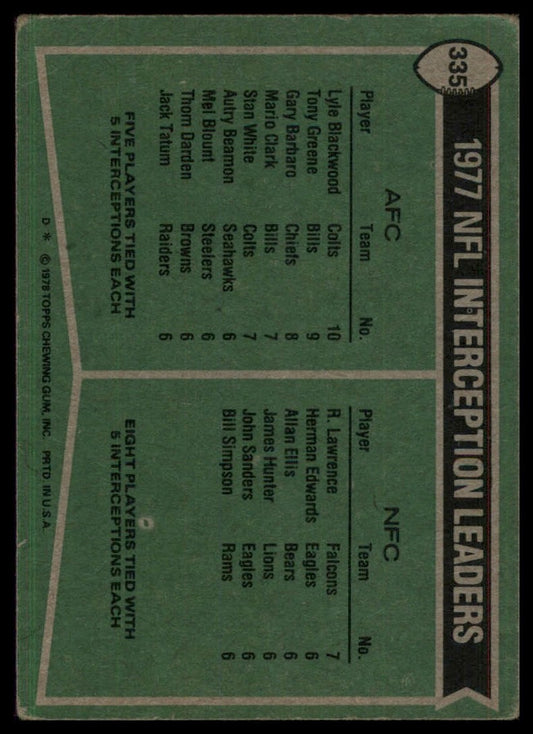 335
1977 NFL INTERCEPTION LEADERS
AFC
Player Team No.
Lyle Blackwood Colts 10
Tony Greene Bills 9
Gary Barbaro Chiefs 8
Mario Clark Bills 7
Stan White Colts 7
Autry Beamon Seahawks 6
Mel Blount Steelers 6
Thom Darden Browns 6
Jack Tatum Raiders 6
FIVE PLAYERS TIED WITH
5 INTERCEPTIONS EACH
NFC
Player Team No.
R. Lawrence Falcons 7
Herman Edwards Eagles 6
Allan Ellis Bears 6
James Hunter Lions 6
John Sanders Eagles 6
Bill Simpson Rams 6
EIGHT PLAYERS TIED WITH
5 INTERCEPTIONS EACH
D * © 1978 TOPPS CHEWING GUM, INC. PRTD. IN U.S.A.